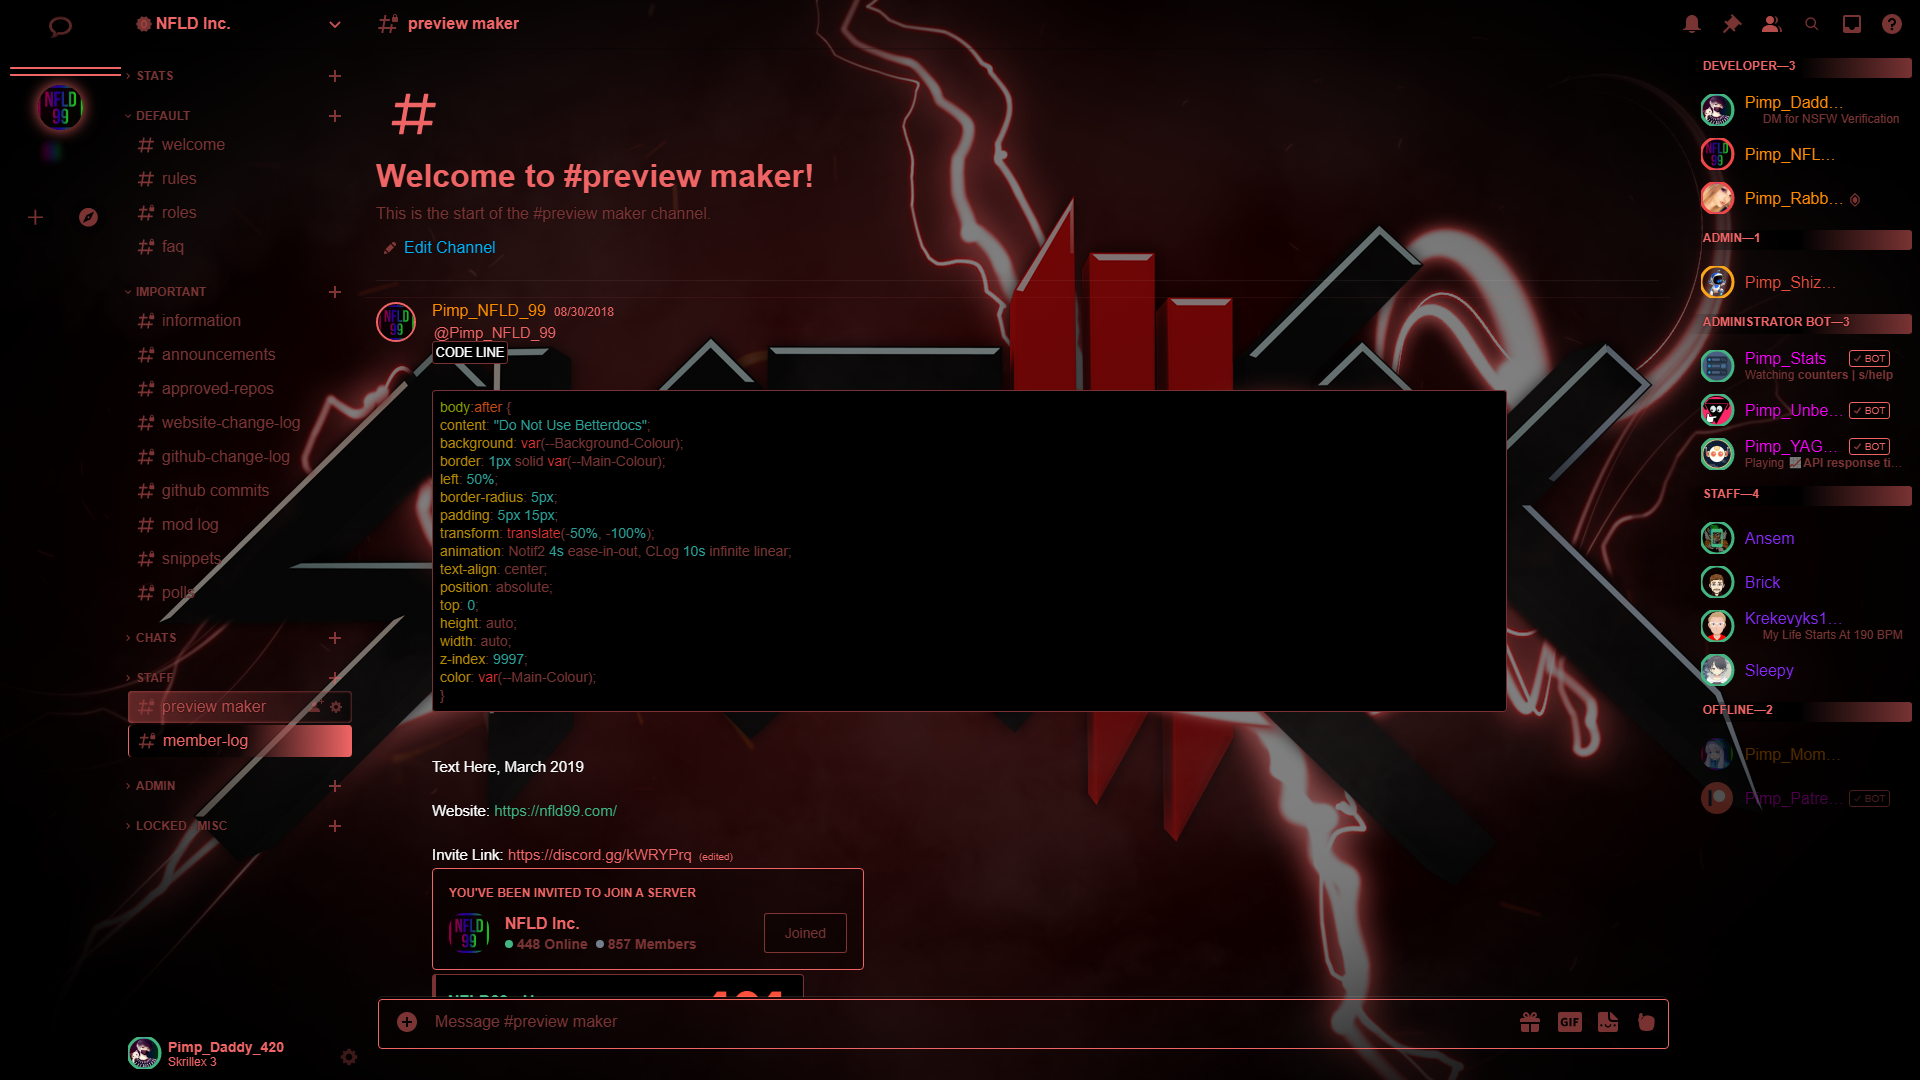 NFLD Inc.
STATS
NFLD
99
DEFAULT
welcome
rules
roles
faq
IMPORTANT
information
announcements
approved-repos
website-change-log
github-change-log
github commits
mod log
snippets
polls
CHATS
STAFF
preview maker
member-log
ADMIN
LOCKED
MISC
Pimp_Daddy_420
Skrillex 3
preview maker
Welcome to #preview maker!
This is the start of the #preview maker channel.
Edit Channel
NFLD
99
Pimp_NFLD_99 08/30/2018
@Pimp_NFLD_99
CODE LINE
body:after {
content: "Do Not Use Betterdocs";
background: var(--Background-Colour);
border: 1px solid var(--Main-Colour);
left: 50%;
border-radius: 5px;
padding: 5px 15px;
transform: translate(-50%, -100%);
animation: Notif2 4s ease-in-out, CLog 10s infinite linear;
text-align: center;
position: absolute;
top: 0;
height: auto;
width: auto;
z-index: 9997;
color: var(--Main-Colour);
}
Text Here, March 2019
Website: https://nfld99.com/
Invite Link: https://discord.gg/kWRYPrq (edited)
YOU'VE BEEN INVITED TO JOIN A SERVER
NFLD
99
NFLD Inc.
448 Online 857 Members
Joined
Message #preview maker
GIF
DEVELOPER—3
Pimp_Dadd…
DM for NSFW Verification
NFLD
99
Pimp_NFL…
Pimp_Rabb…
ADMIN—1
Pimp_Shiz…
ADMINISTRATOR BOT—3
Pimp_Stats BOT
Watching counters | s/help
Pimp_Unbe… BOT
Pimp_YAG… BOT
Playing API response ti…
STAFF—4
Ansem
Brick
Krekevyks1…
My Life Starts At 190 BPM
Sleepy
OFFLINE—2
Pimp_Mom…
Pimp_Patre… BOT